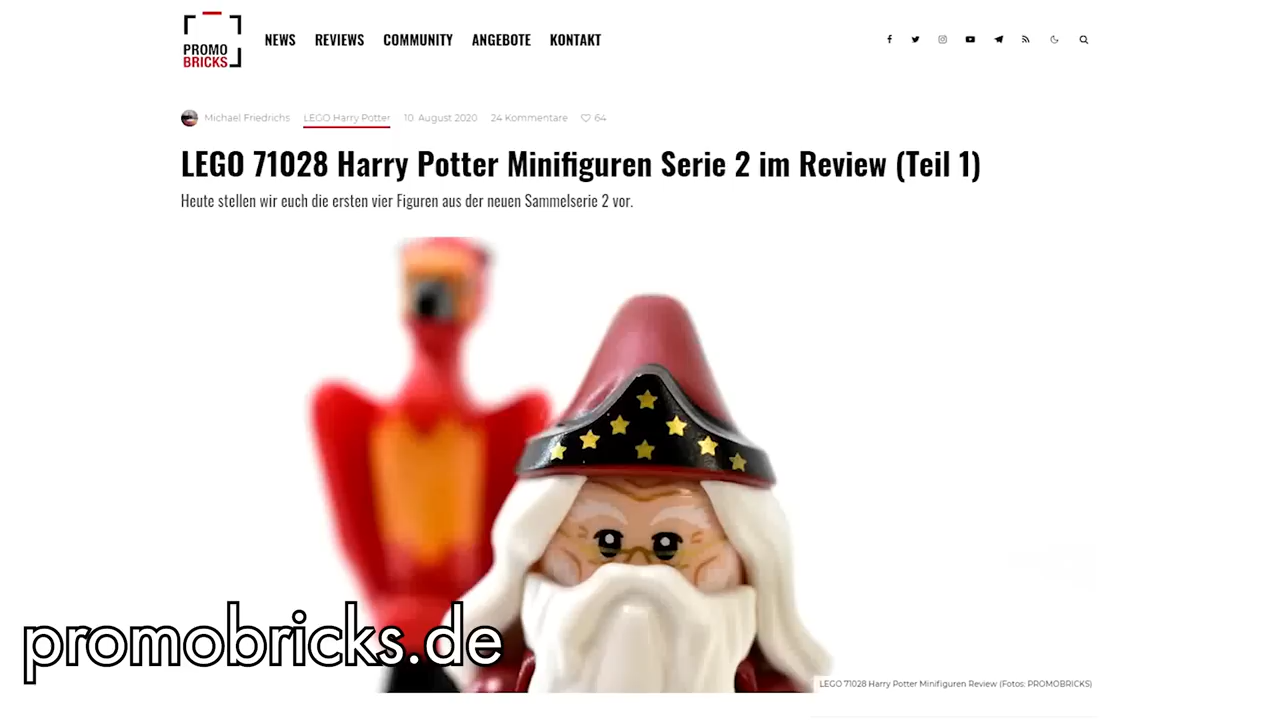 PROMO
BRICKS
NEWS REVIEWS COMMUNITY ANGEBOTE KONTAKT
Michael Friedrichs LEGO Harry Potter 10. August 2020 24 Kommentare 64
LEGO 71028 Harry Potter Minifiguren Serie 2 im Review (Teil 1)
Heute stellen wir euch die ersten vier Figuren aus der neuen Sammelserie 2 vor.
promobricks.de
LEGO 71028 Harry Potter Minifiguren Review (Fotos: PROMOBRICKS)